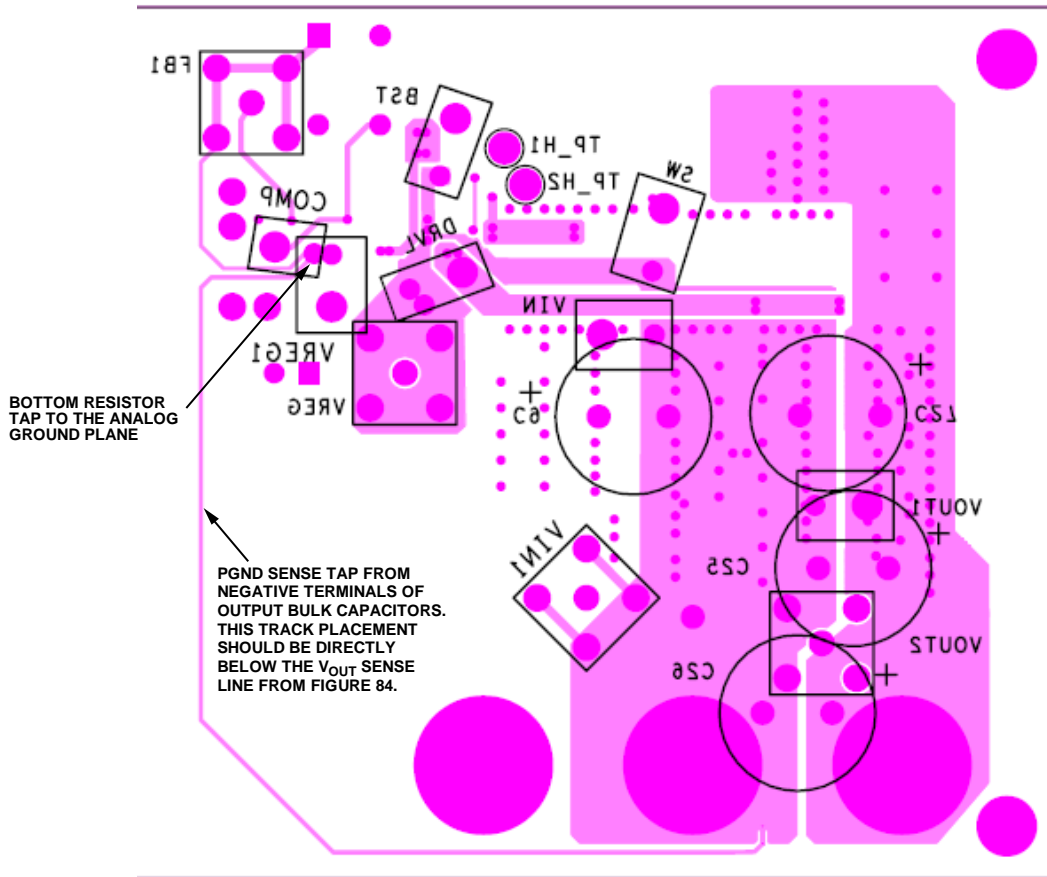 FB1
BST
TP_H1
TP_H2
SW
COMP
DRVL
VIN
VREG1
VREG
+
C6
+
C27
BOTTOM RESISTOR
TAP TO THE ANALOG
GROUND PLANE
VOUT1
+
VIN1
C25
PGND SENSE TAP FROM
NEGATIVE TERMINALS OF
OUTPUT BULK CAPACITORS.
THIS TRACK PLACEMENT
SHOULD BE DIRECTLY
BELOW THE VOUT SENSE
LINE FROM FIGURE 84.
VOUT2
C26
+